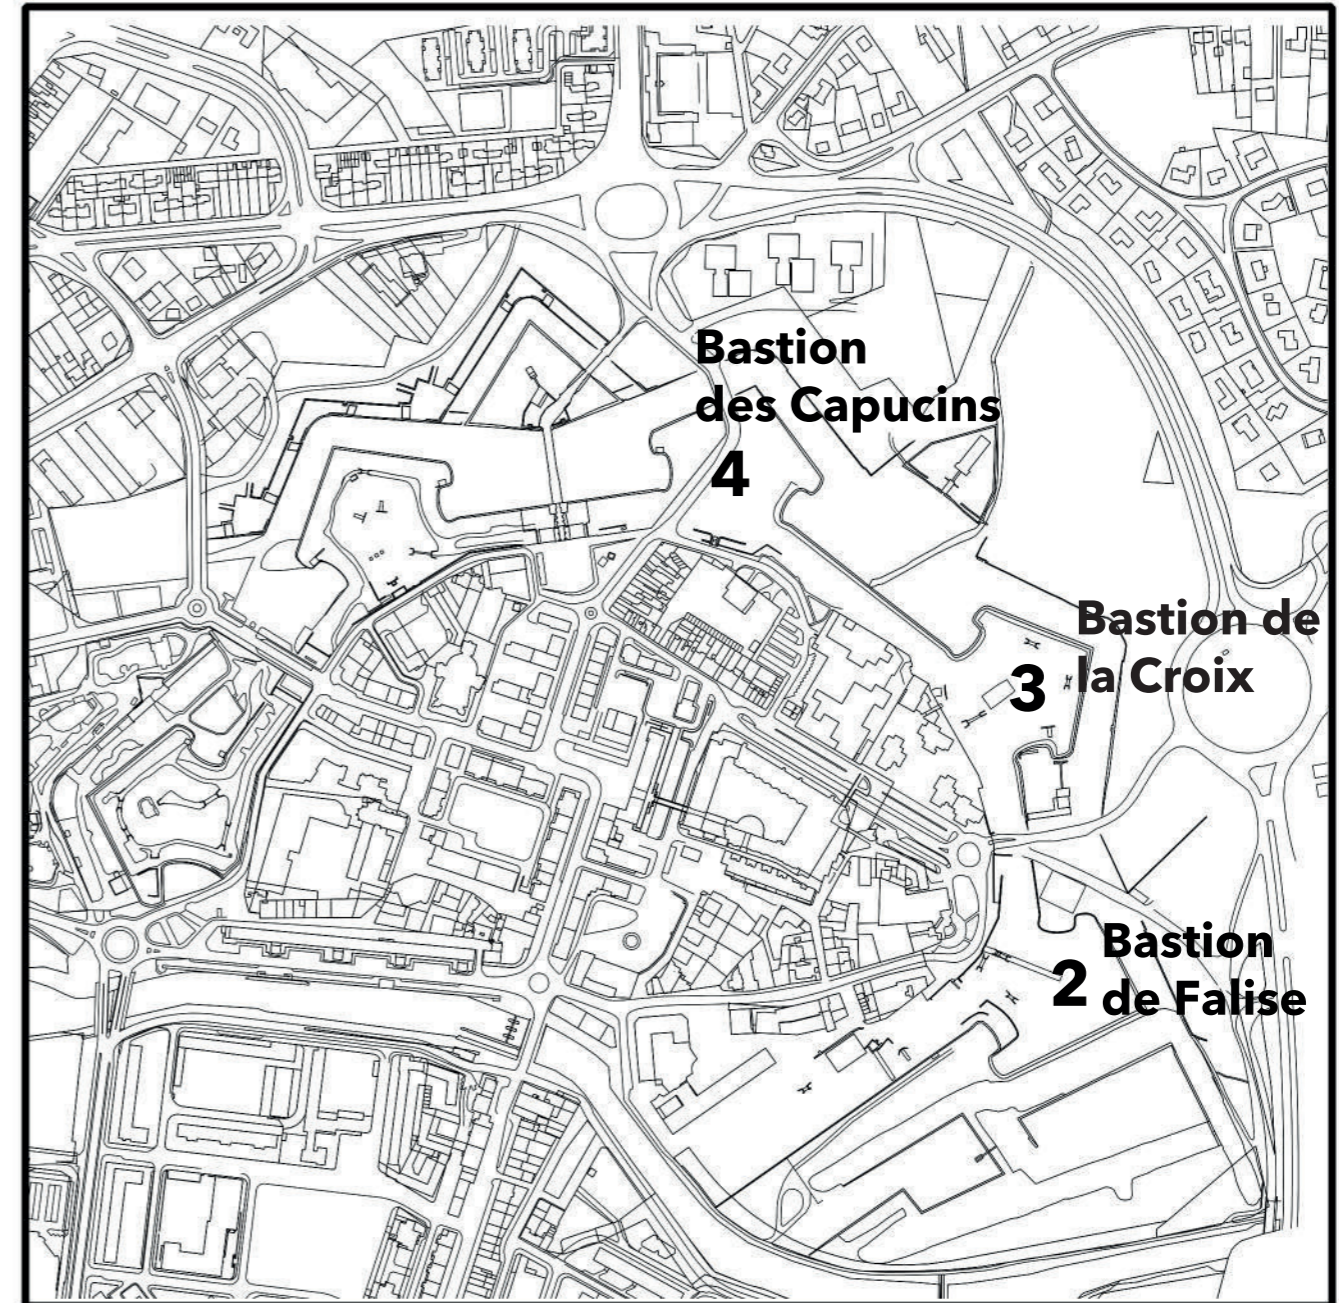 Bastion
des Capucins
4
Bastion de
la Croix
3
Bastion
de Falise
2